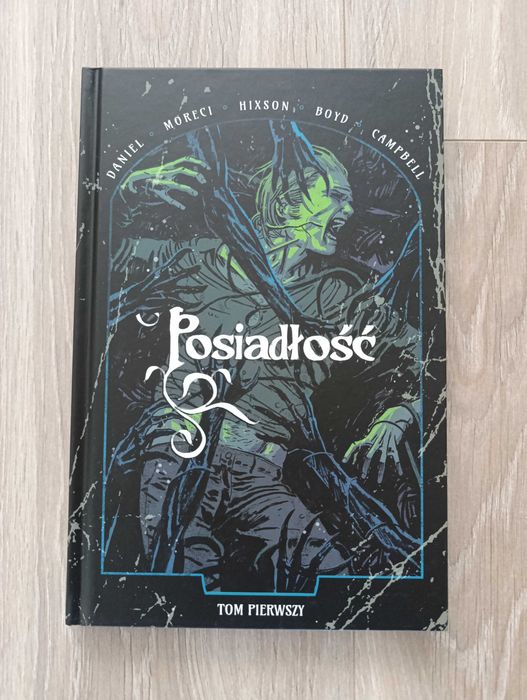 DANIEL ◦ MORECI ◦ HIXSON ◦ BOYD ◦ CAMPBELL
Posiadłość
TOM PIERWSZY